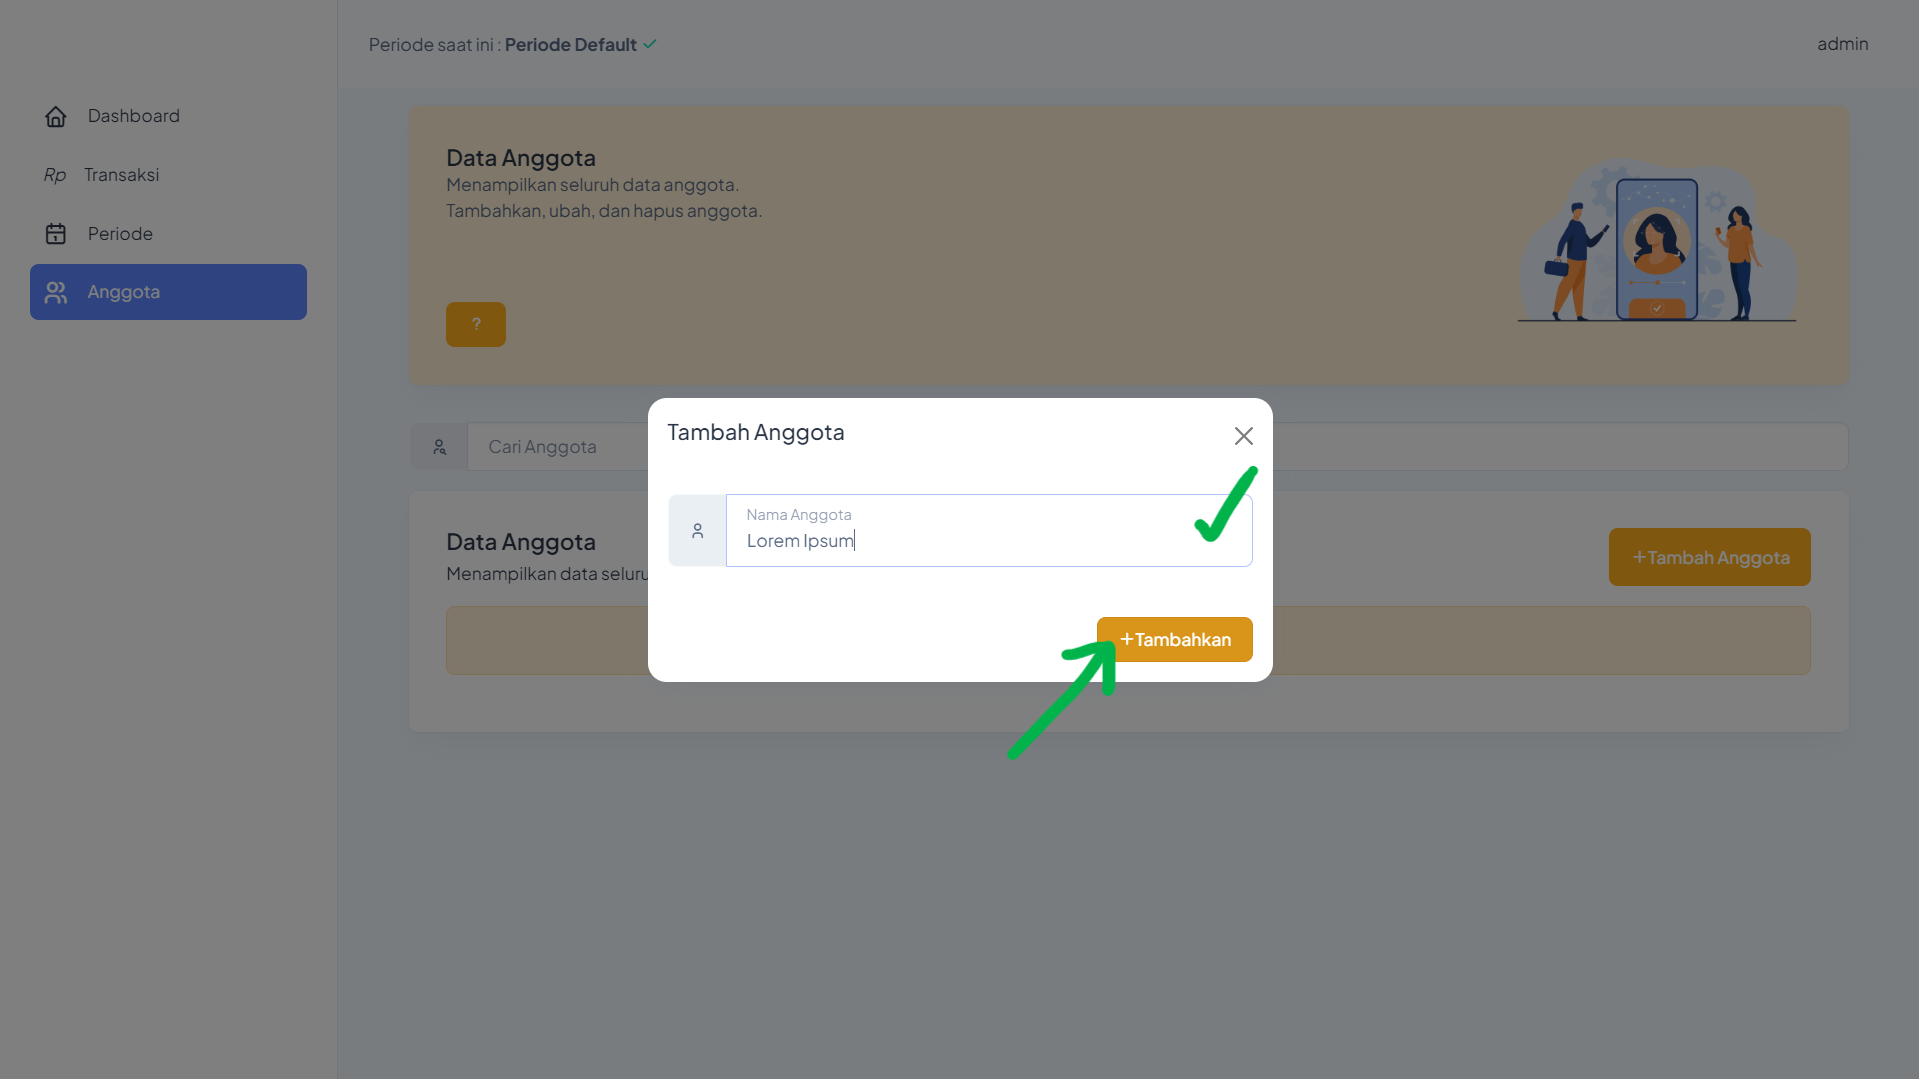 Periode saat ini : Periode Default
admin
Dashboard
Rp Transaksi
Periode
Anggota
Data Anggota
Menampilkan seluruh data anggota.
Tambahkan, ubah, dan hapus anggota.
?
Cari Anggota
Tambah Anggota
Nama Anggota
Lorem Ipsum
+Tambahkan
Data Anggota
Menampilkan data seluru
+Tambah Anggota